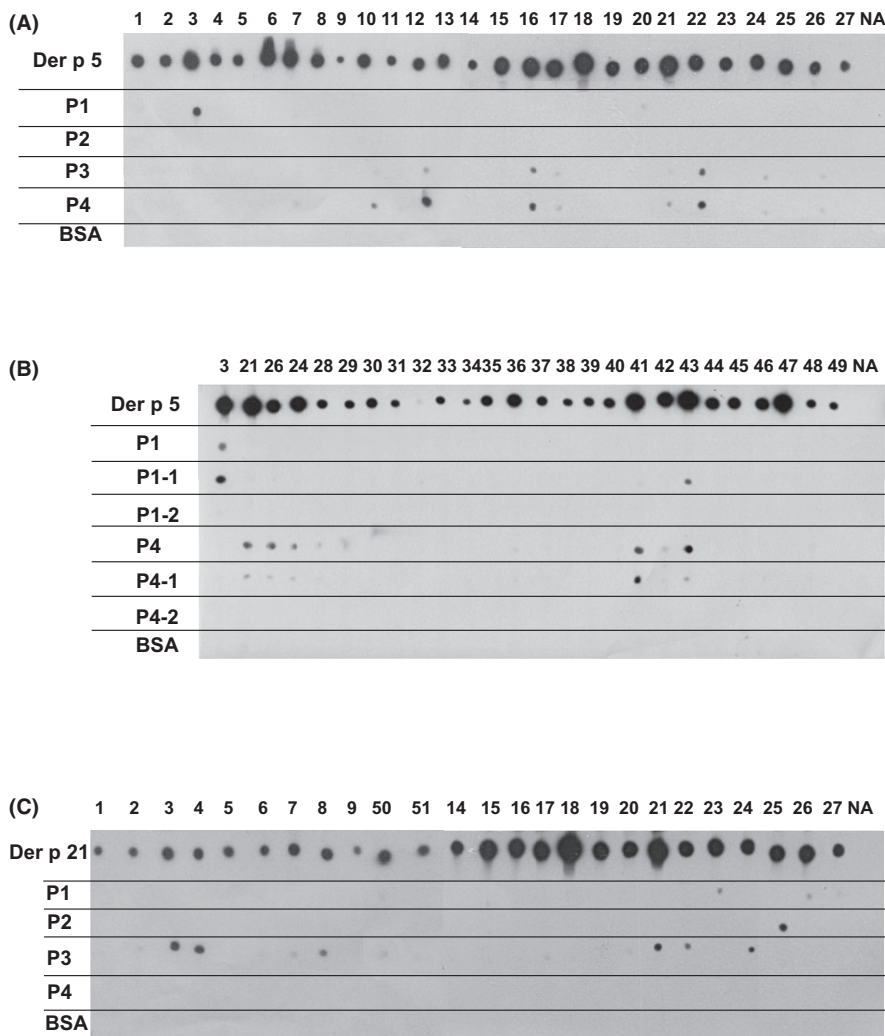 (A) 1 2 3 4 5 6 7 8 9 10 11 12 13 14 15 16 17 18 19 20 21 22 23 24 25 26 27 NA
Der p 5
P1
P2
P3
P4
BSA
(B) 3 21 26 24 28 29 30 31 32 33 3435 36 37 38 39 40 41 42 43 44 45 46 47 48 49 NA
Der p 5
P1
P1-1
P1-2
P4
P4-1
P4-2
BSA
(C) 1 2 3 4 5 6 7 8 9 50 51 14 15 16 17 18 19 20 21 22 23 24 25 26 27 NA
Der p 21
P1
P2
P3
P4
BSA